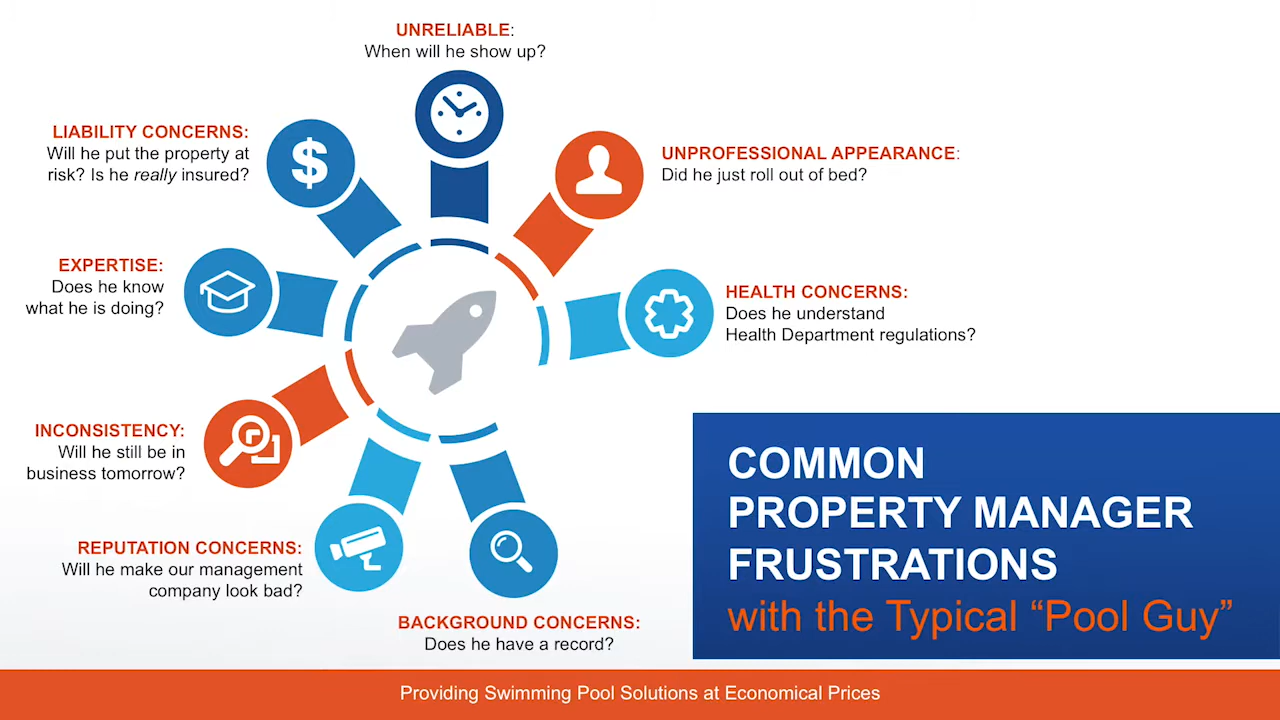 UNRELIABLE:
When will he show up?
LIABILITY CONCERNS:
Will he put the property at
risk? Is he really insured?
$
UNPROFESSIONAL APPEARANCE:
Did he just roll out of bed?
EXPERTISE:
Does he know
what he is doing?
HEALTH CONCERNS:
Does he understand
Health Department regulations?
INCONSISTENCY:
Will he still be in
business tomorrow?
REPUTATION CONCERNS:
Will he make our management
company look bad?
BACKGROUND CONCERNS:
Does he have a record?
COMMON
PROPERTY MANAGER
FRUSTRATIONS
with the Typical “Pool Guy”
Providing Swimming Pool Solutions at Economical Prices